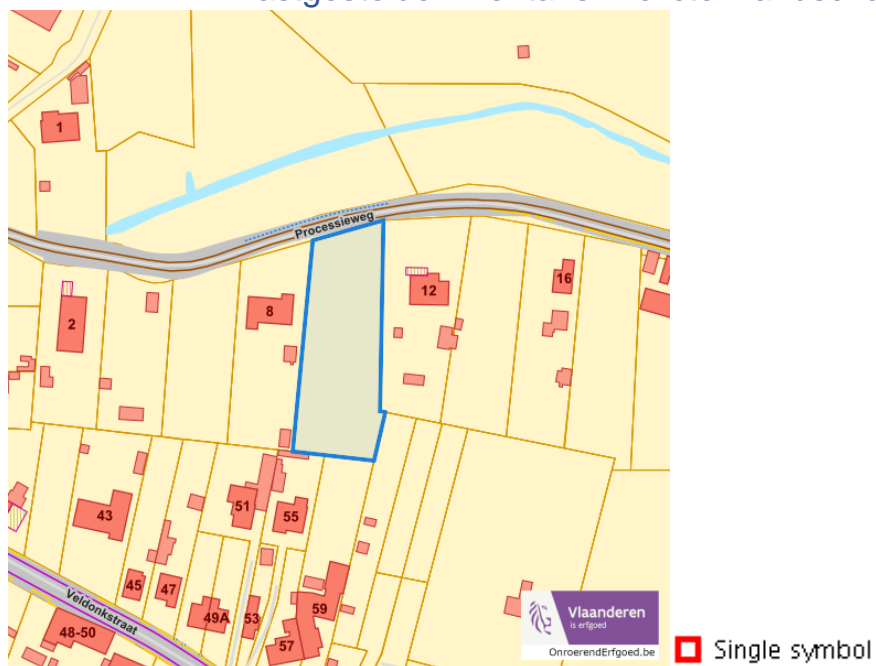 1
Processieweg
2
8
12
16
43
51
55
45
47
49A
53
59
57
48-50
Veldonkstraat
Vlaanderen
is erfgoed
OnroerendErfgoed.be
Single symbol